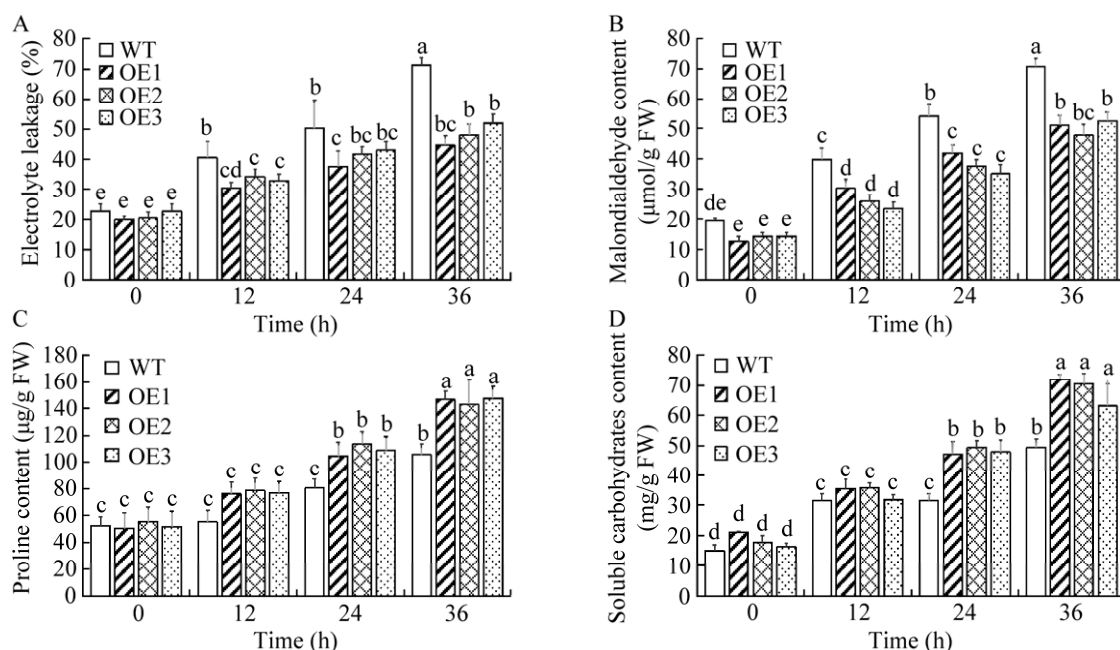 A
Electrolyte leakage (%)
80
70
60
50
40
30
20
10
0
WT
OE1
OE2
OE3
e e e e
b cd c c
b c bc bc
a bc b b
0 12 24 36
Time (h)
B
Malondialdehyde content
(μmol/g FW)
80
70
60
50
40
30
20
10
0
WT
OE1
OE2
OE3
de e e e
c d d d
b c c c
a b bc b
0 12 24 36
Time (h)
C
Proline content (μg/g FW)
180
160
140
120
100
80
60
40
20
0
WT
OE1
OE2
OE3
c c c c
c c c c
c b b b
b a a a
0 12 24 36
Time (h)
D
Soluble carbohydrates content
(mg/g FW)
80
70
60
50
40
30
20
10
0
WT
OE1
OE2
OE3
d d d d
c c c c
c b b b
b a a a
0 12 24 36
Time (h)